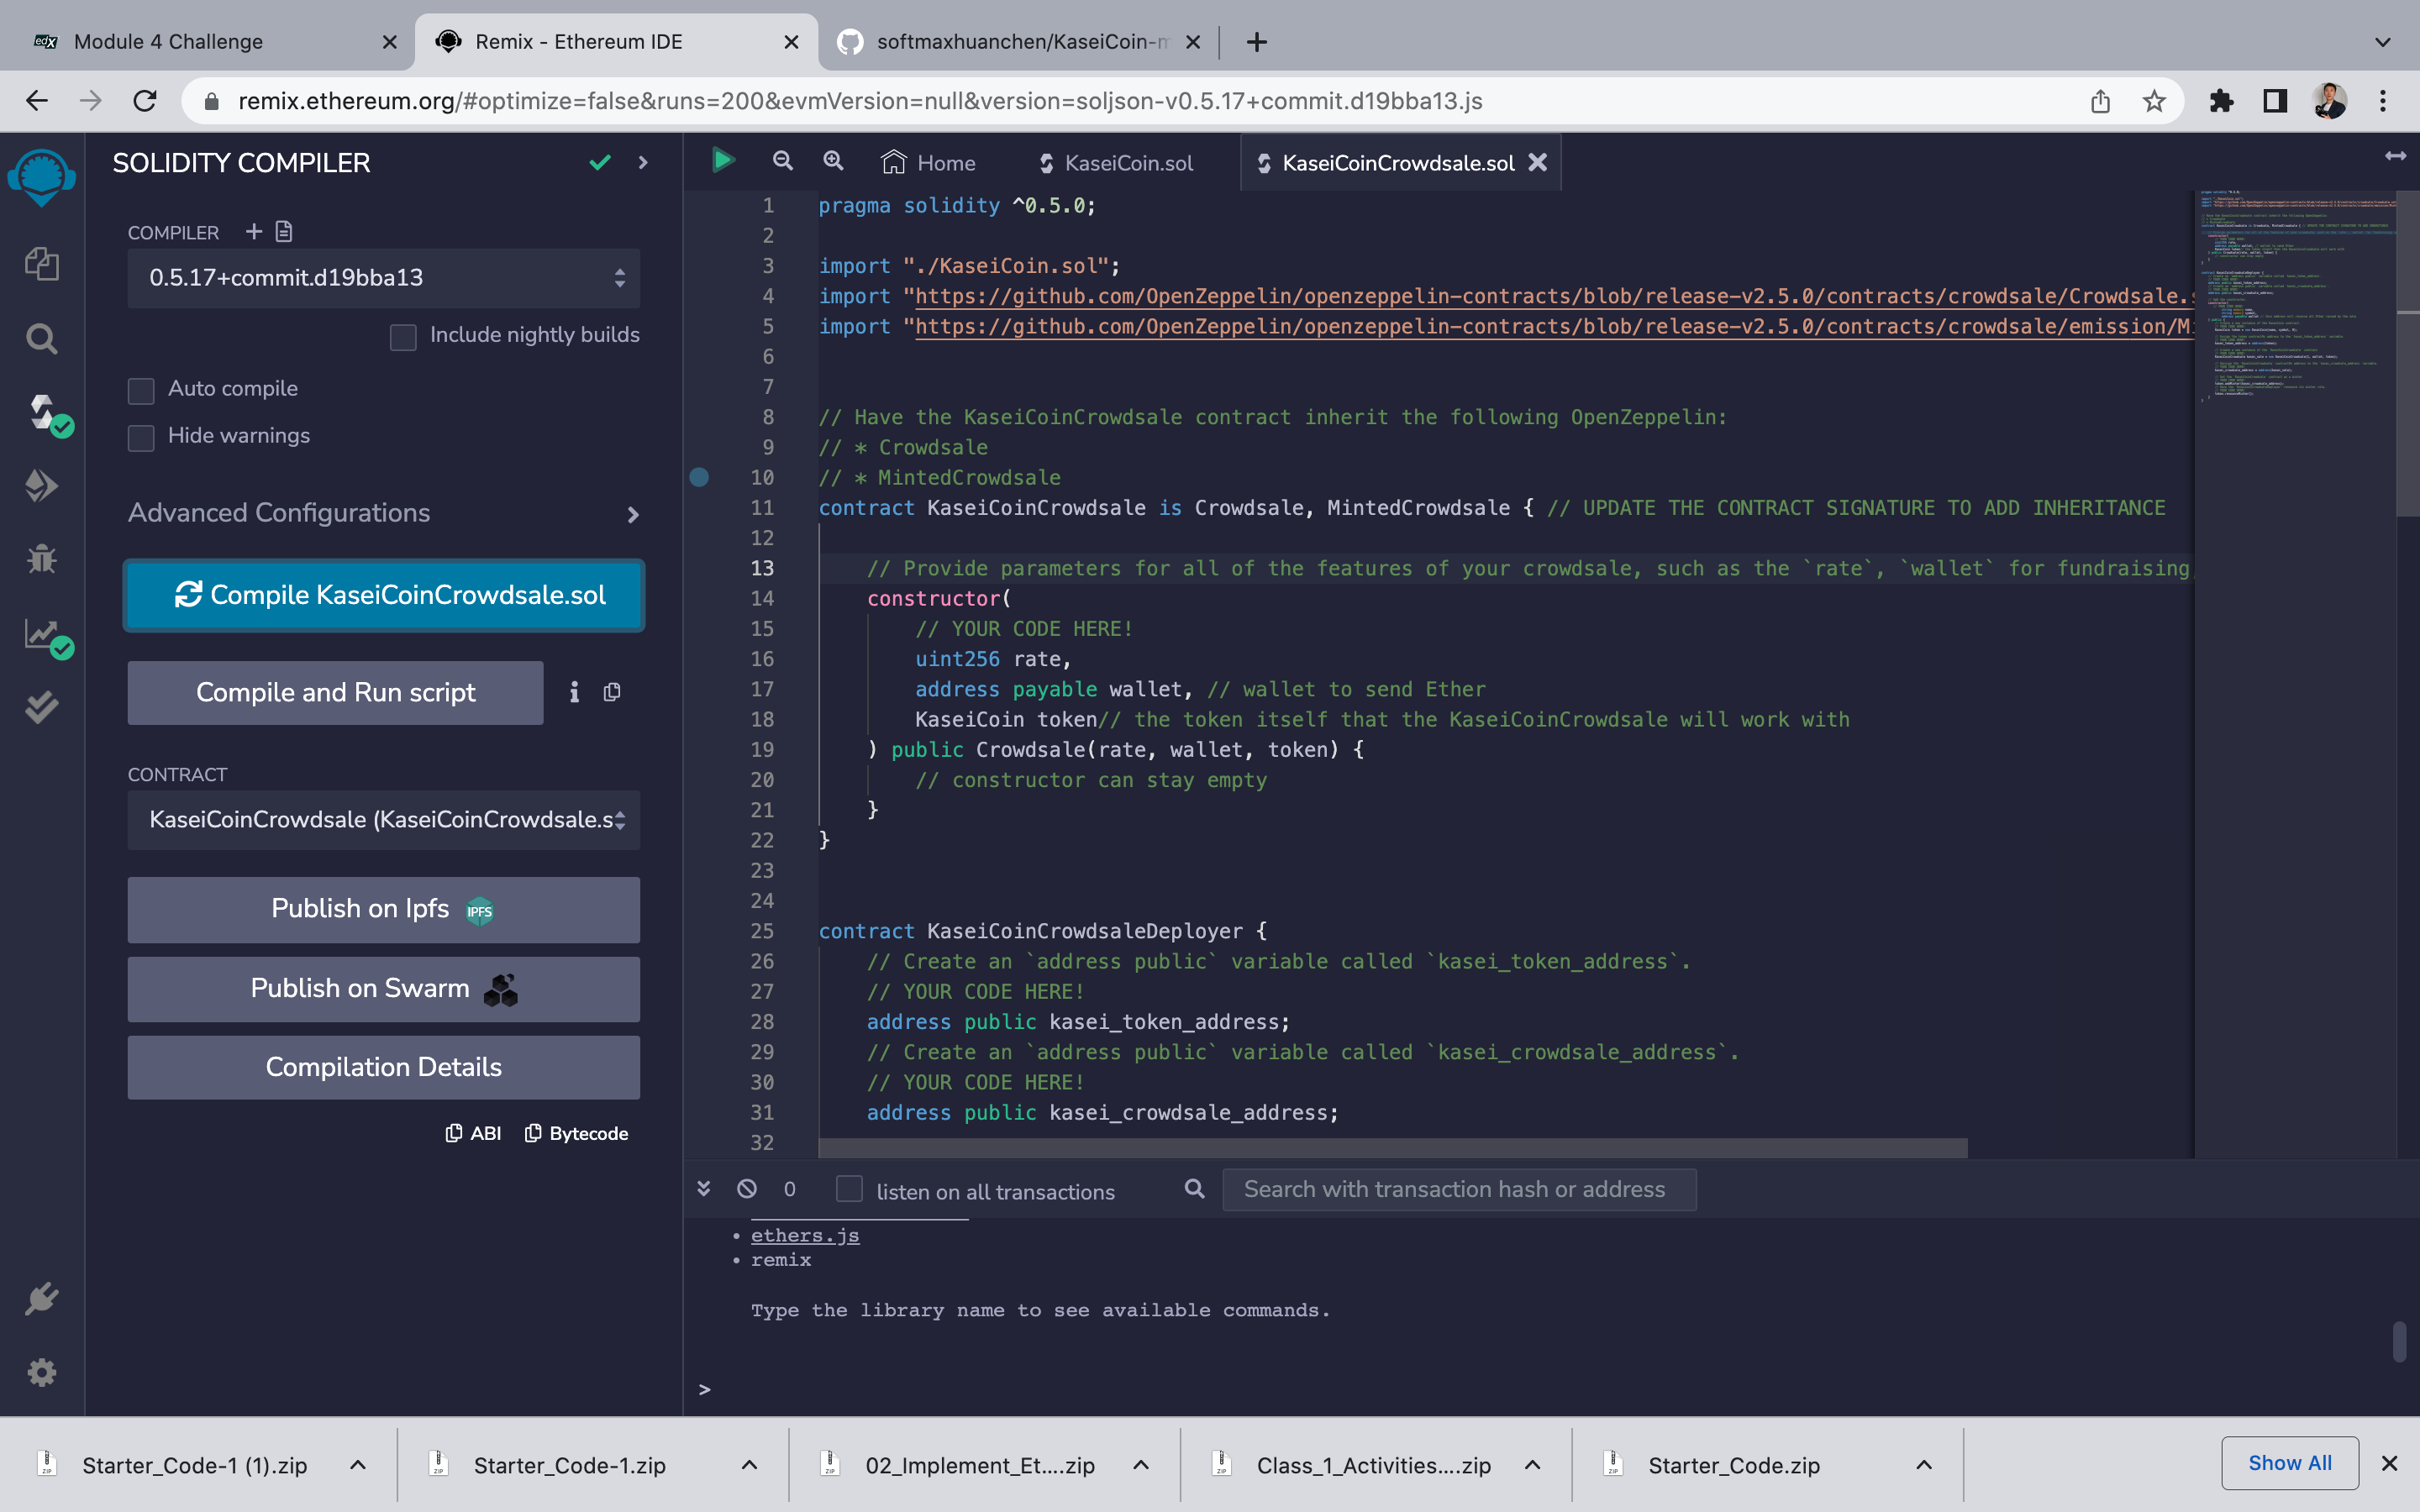 edX Module 4 Challenge
Remix - Ethereum IDE
softmaxhuanchen/KaseiCoin-m
remix.ethereum.org/#optimize=false&runs=200&evmVersion=null&version=soljson-v0.5.17+commit.d19bba13.js
SOLIDITY COMPILER
COMPILER
0.5.17+commit.d19bba13
Include nightly builds
Auto compile
Hide warnings
Advanced Configurations
Compile KaseiCoinCrowdsale.sol
Compile and Run script
CONTRACT
KaseiCoinCrowdsale (KaseiCoinCrowdsale.s
Publish on Ipfs IPFS
Publish on Swarm
Compilation Details
ABI Bytecode
Home KaseiCoin.sol KaseiCoinCrowdsale.sol
1 pragma solidity ^0.5.0;
2
3 import "./KaseiCoin.sol";
4 import "https://github.com/OpenZeppelin/openzeppelin-contracts/blob/release-v2.5.0/contracts/crowdsale/Crowdsale.s
5 import "https://github.com/OpenZeppelin/openzeppelin-contracts/blob/release-v2.5.0/contracts/crowdsale/emission/Mi
6
7
8 // Have the KaseiCoinCrowdsale contract inherit the following OpenZeppelin:
9 // * Crowdsale
10 // * MintedCrowdsale
11 contract KaseiCoinCrowdsale is Crowdsale, MintedCrowdsale { // UPDATE THE CONTRACT SIGNATURE TO ADD INHERITANCE
12
13 // Provide parameters for all of the features of your crowdsale, such as the `rate`, `wallet` for fundraising,
14 constructor(
15 // YOUR CODE HERE!
16 uint256 rate,
17 address payable wallet, // wallet to send Ether
18 KaseiCoin token// the token itself that the KaseiCoinCrowdsale will work with
19 ) public Crowdsale(rate, wallet, token) {
20 // constructor can stay empty
21 }
22 }
23
24
25 contract KaseiCoinCrowdsaleDeployer {
26 // Create an `address public` variable called `kasei_token_address`.
27 // YOUR CODE HERE!
28 address public kasei_token_address;
29 // Create an `address public` variable called `kasei_crowdsale_address`.
30 // YOUR CODE HERE!
31 address public kasei_crowdsale_address;
32
0 listen on all transactions Search with transaction hash or address
• ethers.js
• remix
Type the library name to see available commands.
>
Starter_Code-1 (1).zip
Starter_Code-1.zip
02_Implement_Et....zip
Class_1_Activities....zip
Starter_Code.zip
Show All